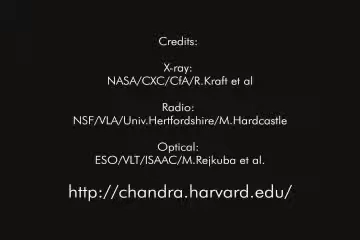 Credits:
X-ray:
NASA/CXC/CfA/R.Kraft et al
Radio:
NSF/VLA/Univ.Hertfordshire/M.Hardcastle
Optical:
ESO/VLT/ISAAC/M.Rejkuba et al.
http://chandra.harvard.edu/